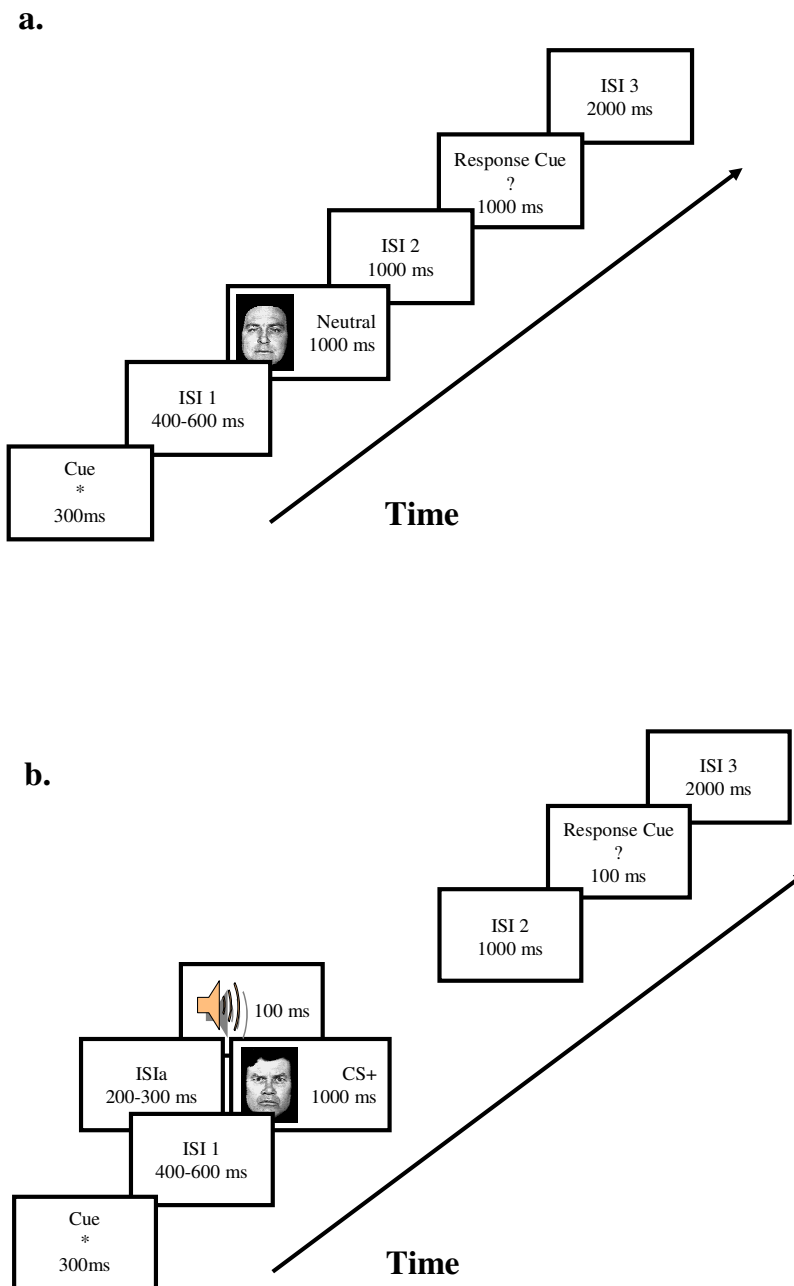 a.
ISI 3
2000 ms
Response Cue
?
1000 ms
ISI 2
1000 ms
Neutral
1000 ms
ISI 1
400-600 ms
Cue
*
300ms
Time
b.
ISI 3
2000 ms
Response Cue
?
100 ms
ISI 2
1000 ms
100 ms
ISIa
200-300 ms
CS+
1000 ms
ISI 1
400-600 ms
Cue
*
300ms
Time